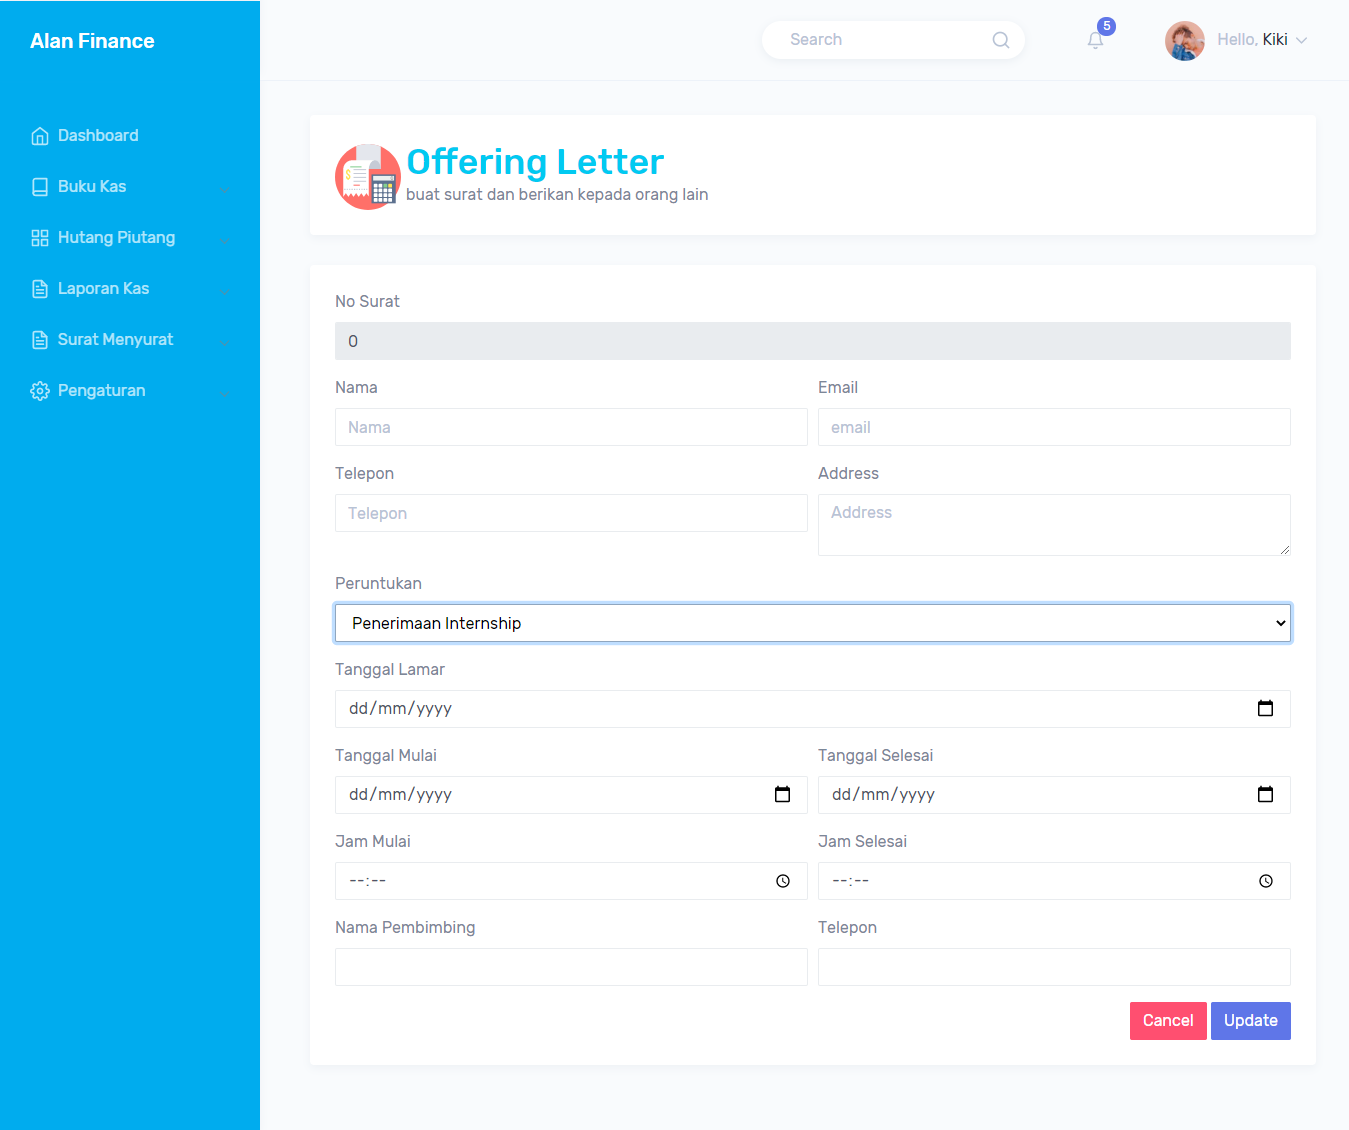 Alan Finance
Search
5
Hello, Kiki
Dashboard
Buku Kas
Hutang Piutang
Laporan Kas
Surat Menyurat
Pengaturan
Offering Letter
buat surat dan berikan kepada orang lain
No Surat
0
Nama
Email
Nama
email
Telepon
Address
Telepon
Address
Peruntukan
Penerimaan Internship
Tanggal Lamar
dd/mm/yyyy
Tanggal Mulai
Tanggal Selesai
dd/mm/yyyy
dd/mm/yyyy
Jam Mulai
Jam Selesai
--:--
--:--
Nama Pembimbing
Telepon
Cancel
Update